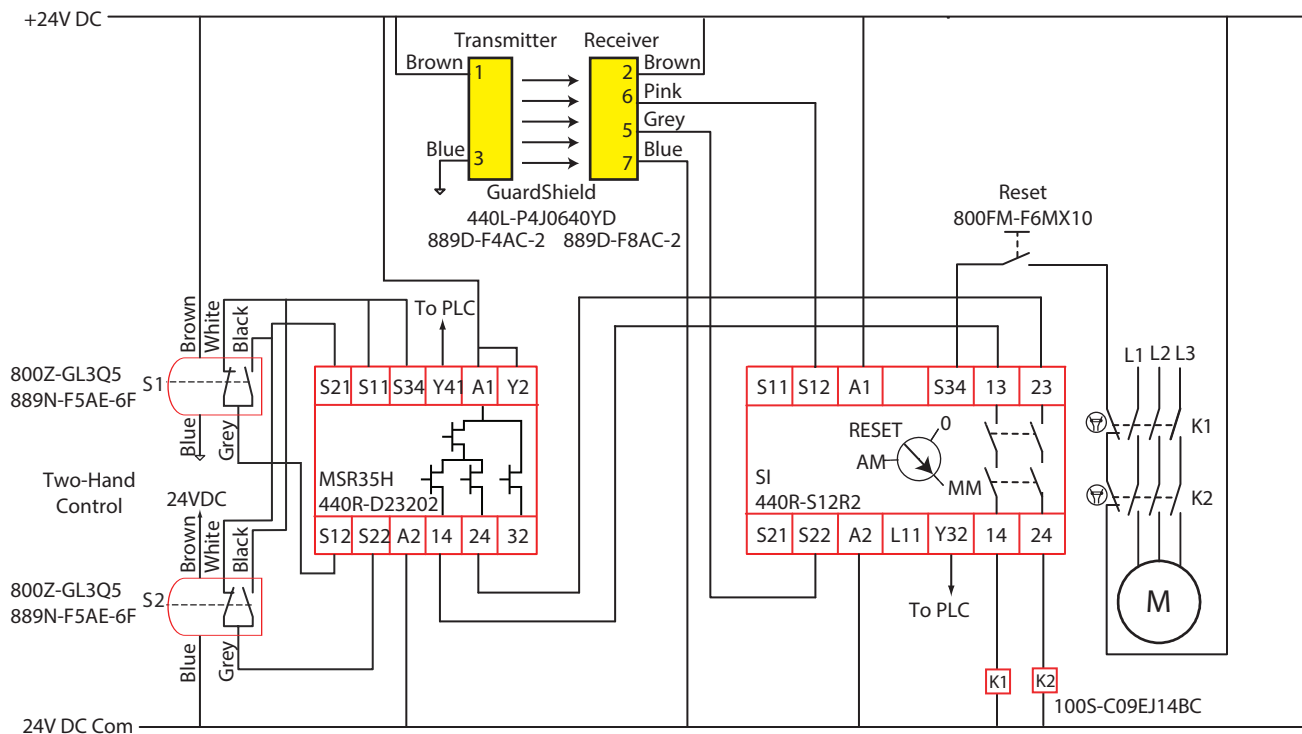 +24V DC
Transmitter Receiver
Brown 1 2 Brown
6 Pink
5 Grey
Blue 3 7 Blue
GuardShield
440L-P4J0640YD
889D-F4AC-2 889D-F8AC-2
Reset
800FM-F6MX10
Brown White Black
To PLC
800Z-GL3Q5
889N-F5AE-6F
S1
Blue Grey
S21 S11 S34 Y41 A1 Y2
MSR35H
440R-D23202
S12 S22 A2 14 24 32
Two-Hand
Control
24VDC
Brown White Black
800Z-GL3Q5
889N-F5AE-6F
S2
Blue Grey
S11 S12 A1 S34 13 23
RESET 0
AM
MM
SI
440R-S12R2
S21 S22 A2 L11 Y32 14 24
To PLC
L1 L2 L3
K1
K2
M
K1 K2
100S-C09EJ14BC
24V DC Com